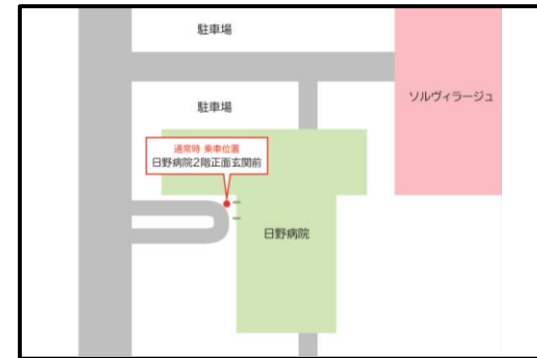 駐車場
ソルヴィラージュ
駐車場
通常時 乗車位置
日野病院2階正面玄関前
日野病院